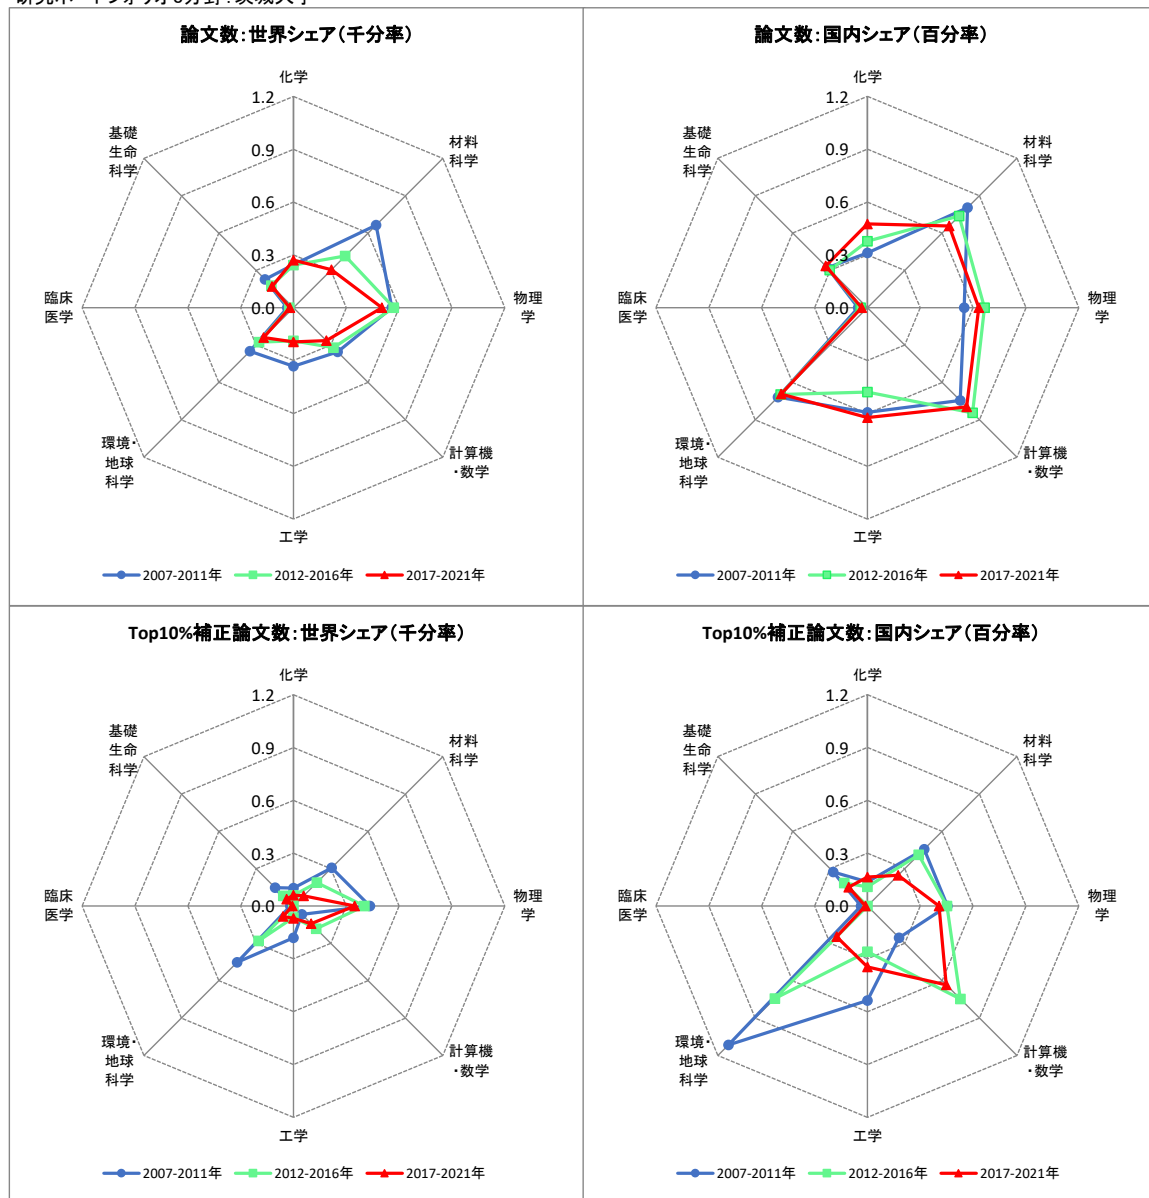 論文数：世界シェア（千分率）
化学
1.2
0.9
0.6
0.3
0.0
材料
科学
物理
学
計算機
・数学
工学
環境・
地球
科学
臨床
医学
基礎
生命
科学
2007-2011年
2012-2016年
2017-2021年
論文数：国内シェア（百分率）
化学
1.2
0.9
0.6
0.3
0.0
材料
科学
物理
学
計算機
・数学
工学
環境・
地球
科学
臨床
医学
基礎
生命
科学
2007-2011年
2012-2016年
2017-2021年
Top10%補正論文数：世界シェア（千分率）
化学
1.2
0.9
0.6
0.3
0.0
材料
科学
物理
学
計算機
・数学
工学
環境・
地球
科学
臨床
医学
基礎
生命
科学
2007-2011年
2012-2016年
2017-2021年
Top10%補正論文数：国内シェア（百分率）
化学
1.2
0.9
0.6
0.3
0.0
材料
科学
物理
学
計算機
・数学
工学
環境・
地球
科学
臨床
医学
基礎
生命
科学
2007-2011年
2012-2016年
2017-2021年